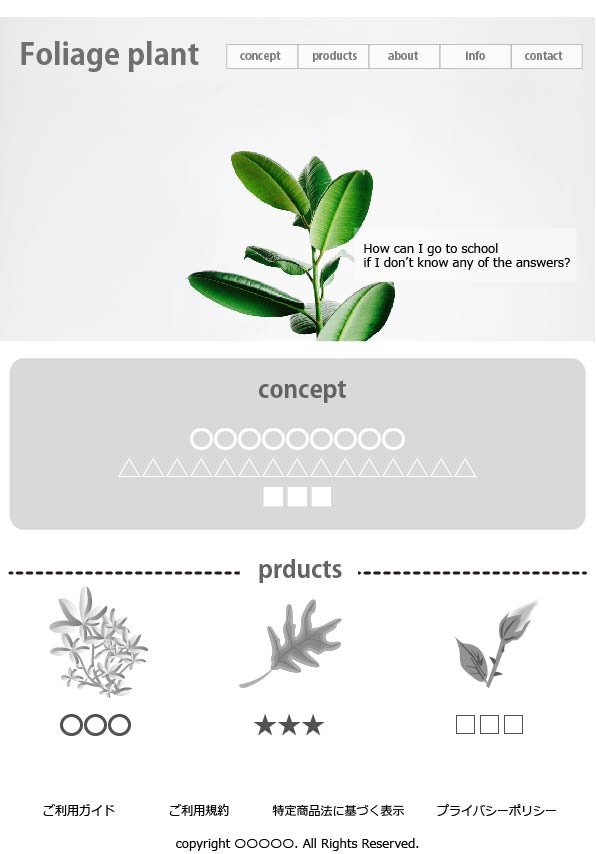 Foliage plant
concept products about info contact
How can I go to school
if I don't know any of the answers?
concept
○○○○○○○○○
△△△△△△△△△△△△△△△
■■■
prducts
○○○ ★★★ □□□
ご利用ガイド ご利用規約 特定商品法に基づく表示 プライバシーポリシー
copyright ○○○○○. All Rights Reserved.